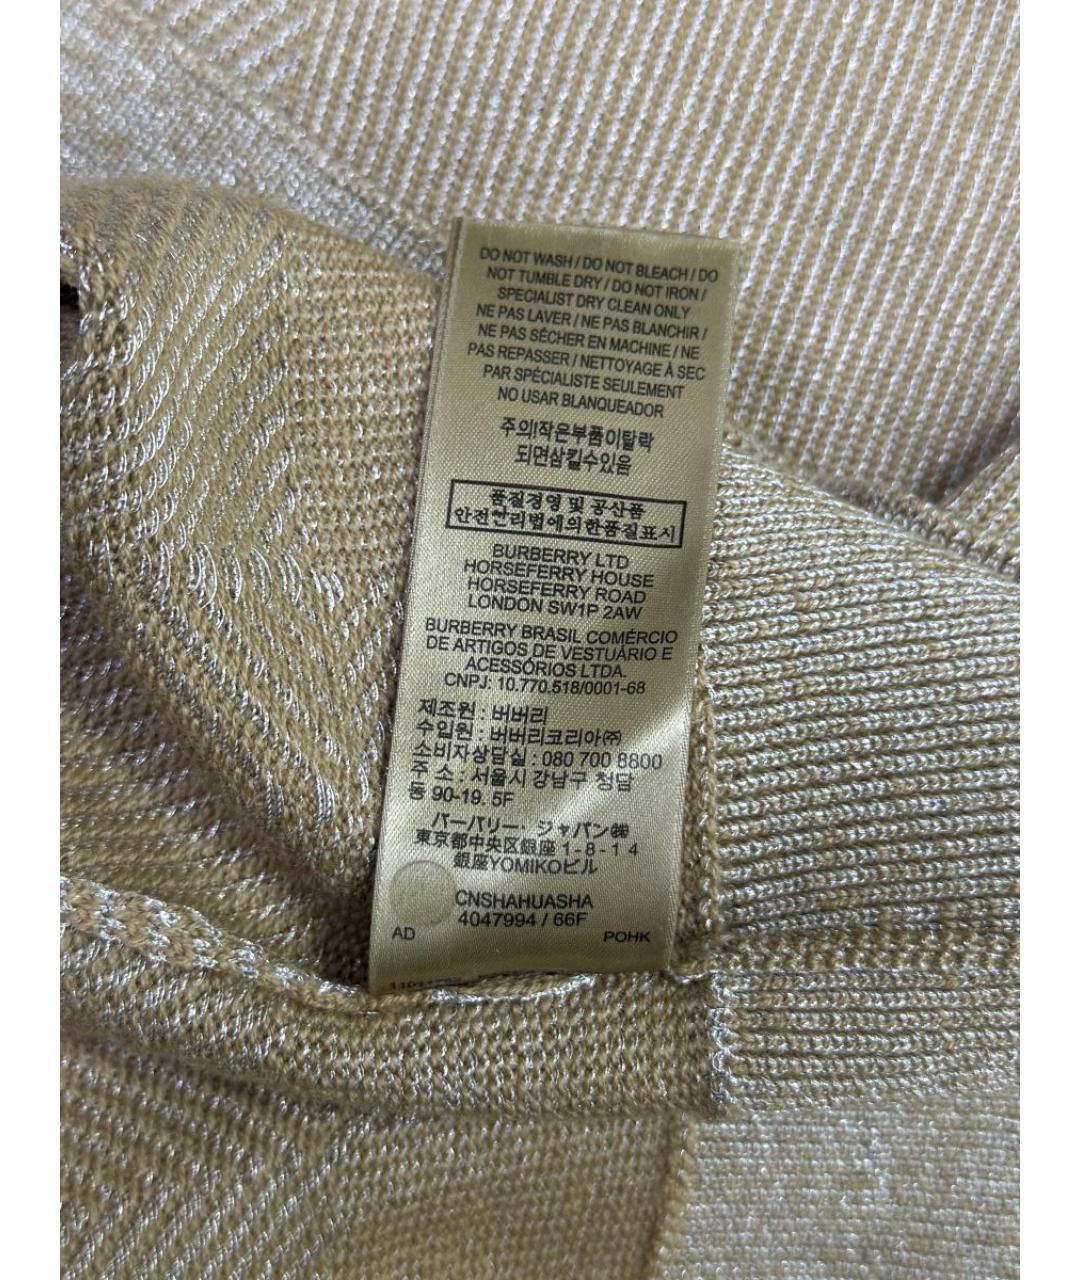 DO NOT WASH / DO NOT BLEACH / DO
NOT TUMBLE DRY / DO NOT IRON /
SPECIALIST DRY CLEAN ONLY
NE PAS LAVER / NE PAS BLANCHIR /
NE PAS SÉCHER EN MACHINE / NE
PAS REPASSER / NETTOYAGE À SEC
PAR SPÉCIALISTE SEULEMENT
NO USAR BLANQUEADOR
주의!작은부품이탈락
되면삼킬수있음
품질경영 및 공산품
안전관리법에의한품질표시
BURBERRY LTD
HORSEFERRY HOUSE
HORSEFERRY ROAD
LONDON SW1P 2AW
BURBERRY BRASIL COMÉRCIO
DE ARTIGOS DE VESTUÁRIO E
ACESSÓRIOS LTDA.
CNPJ: 10.770.518/0001-68
제조원 : 버버리
수입원 : 버버리코리아㈜
소비자상담실 : 080 700 8800
주 소 : 서울시 강남구 청담
동 90-19. 5F
バーバリー・ジャパン㈱
東京都中央区銀座 1 - 8 - 1 4
銀座YOMIKOビル
CNSHAHUASHA
4047994 / 66F
AD POHK